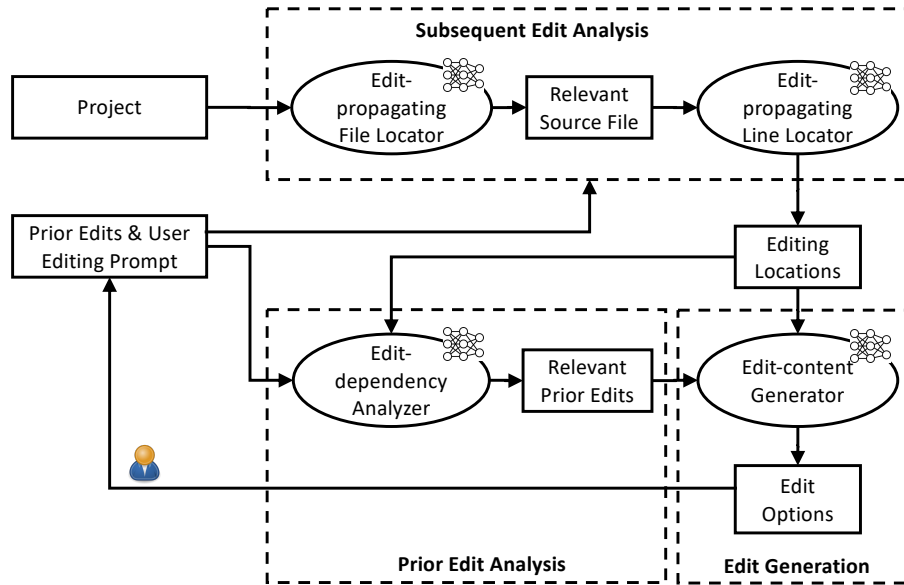 Subsequent Edit Analysis
Project
Edit-
propagating
File Locator
Relevant
Source File
Edit-
propagating
Line Locator
Prior Edits & User
Editing Prompt
Editing
Locations
Edit-
dependency
Analyzer
Relevant
Prior Edits
Edit-content
Generator
Edit
Options
Prior Edit Analysis
Edit Generation